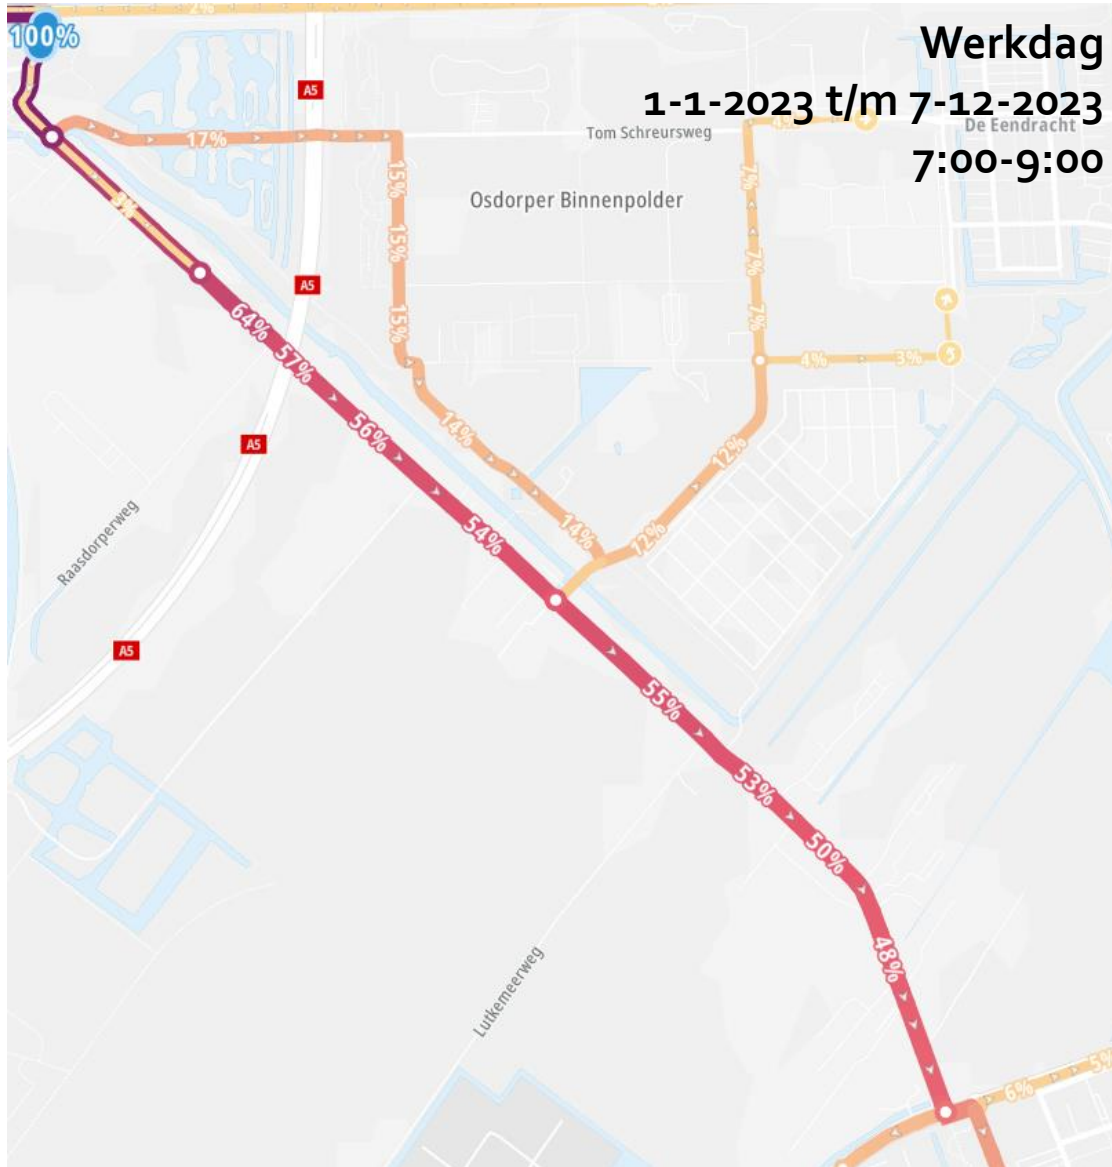 2%
100%
Werkdag
1-1-2023 t/m 7-12-2023
7:00-9:00
A5
17%
Tom Schreursweg
De Eendracht
15%
7%
3%
Osdorper Binnenpolder
15%
7%
A5
64%
15%
7%
57%
4%
3%
56%
14%
A5
12%
54%
14%
12%
Raasdorperweg
A5
55%
53%
50%
48%
Lutkemeerweg
6%
5%